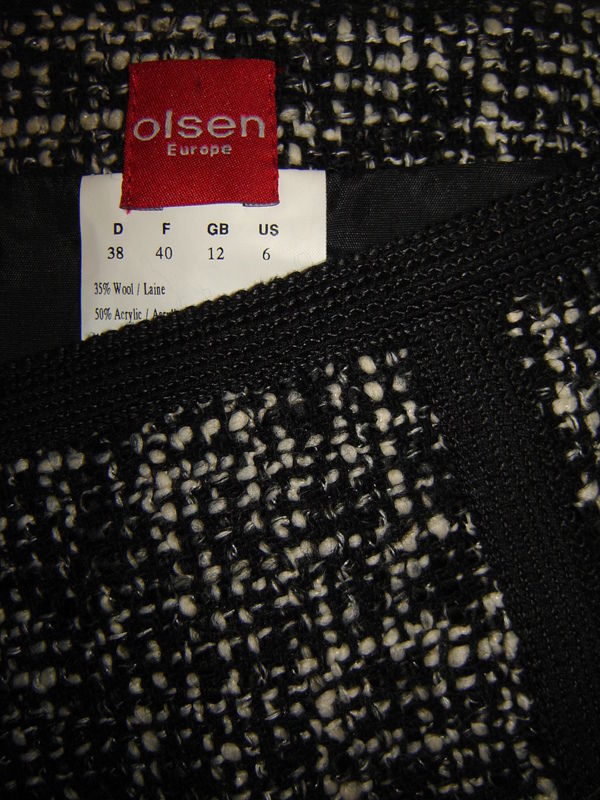 olsen
Europe
D F GB US
38 40 12 6
35% Wool / Laine
50% Acrylic /